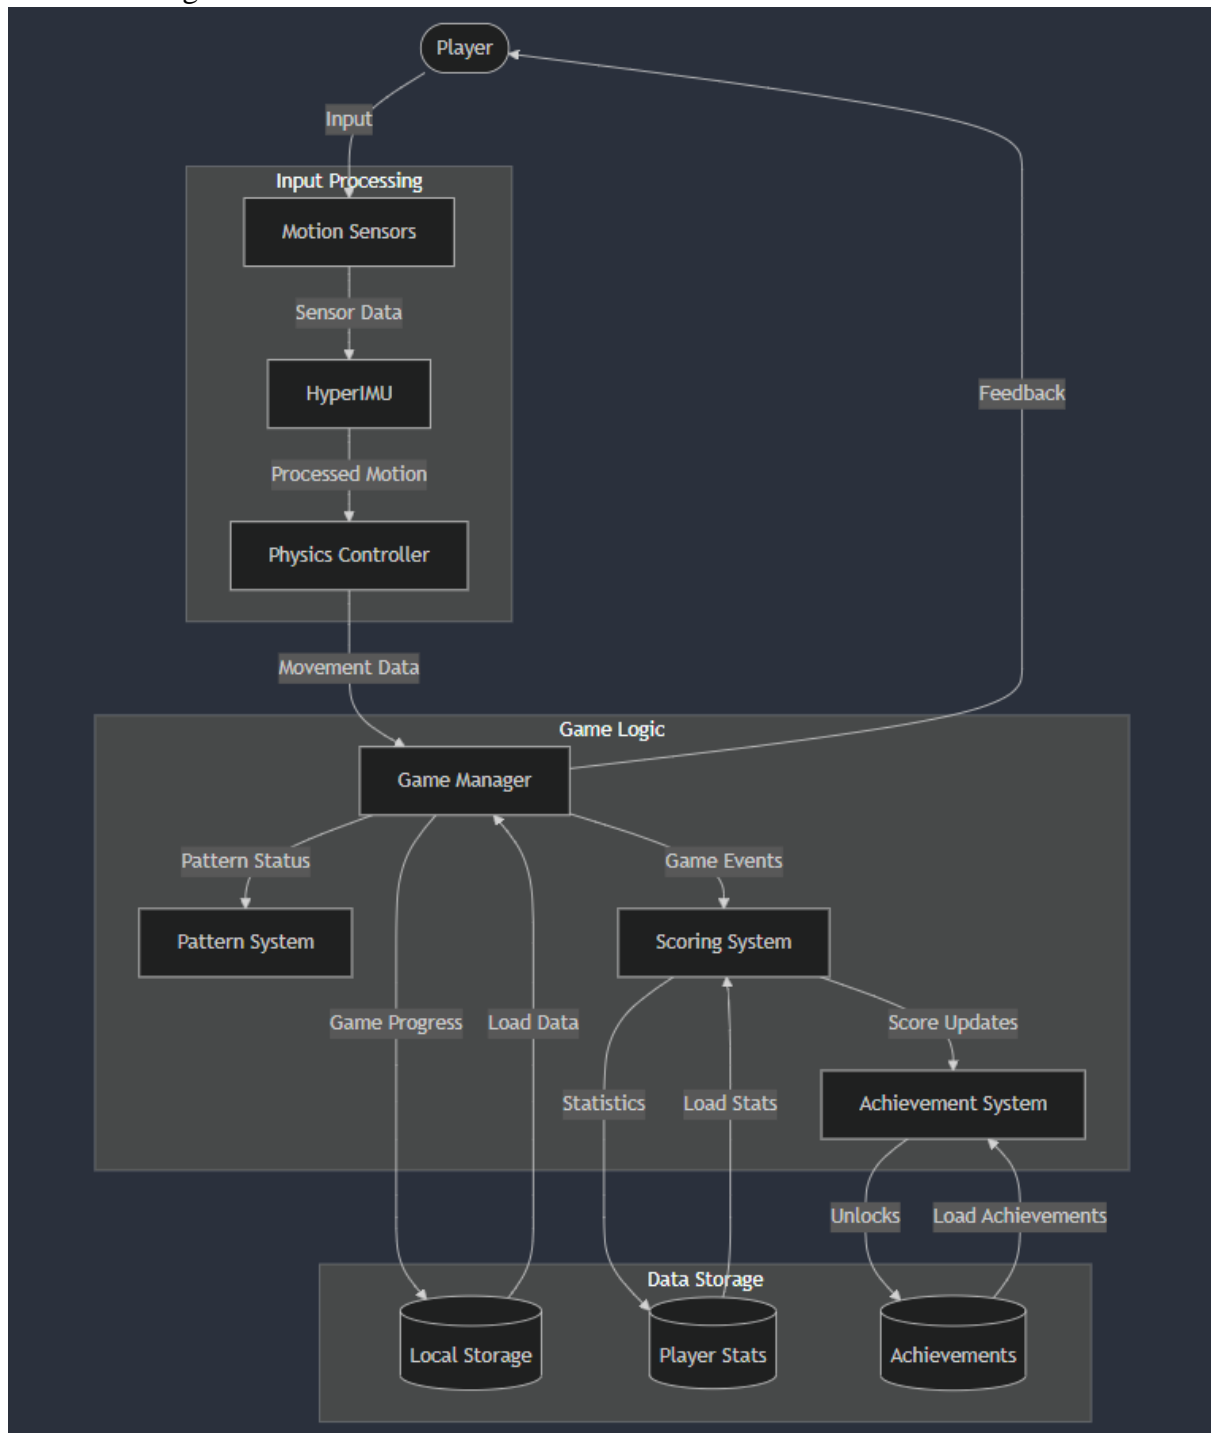 Player
Input
Input Processing
Motion Sensors
Sensor Data
HyperIMU
Feedback
Processed Motion
Physics Controller
Movement Data
Game Logic
Game Manager
Pattern Status
Game Events
Pattern System
Scoring System
Game Progress
Load Data
Score Updates
Statistics
Load Stats
Achievement System
Unlocks
Load Achievements
Data Storage
Local Storage
Player Stats
Achievements